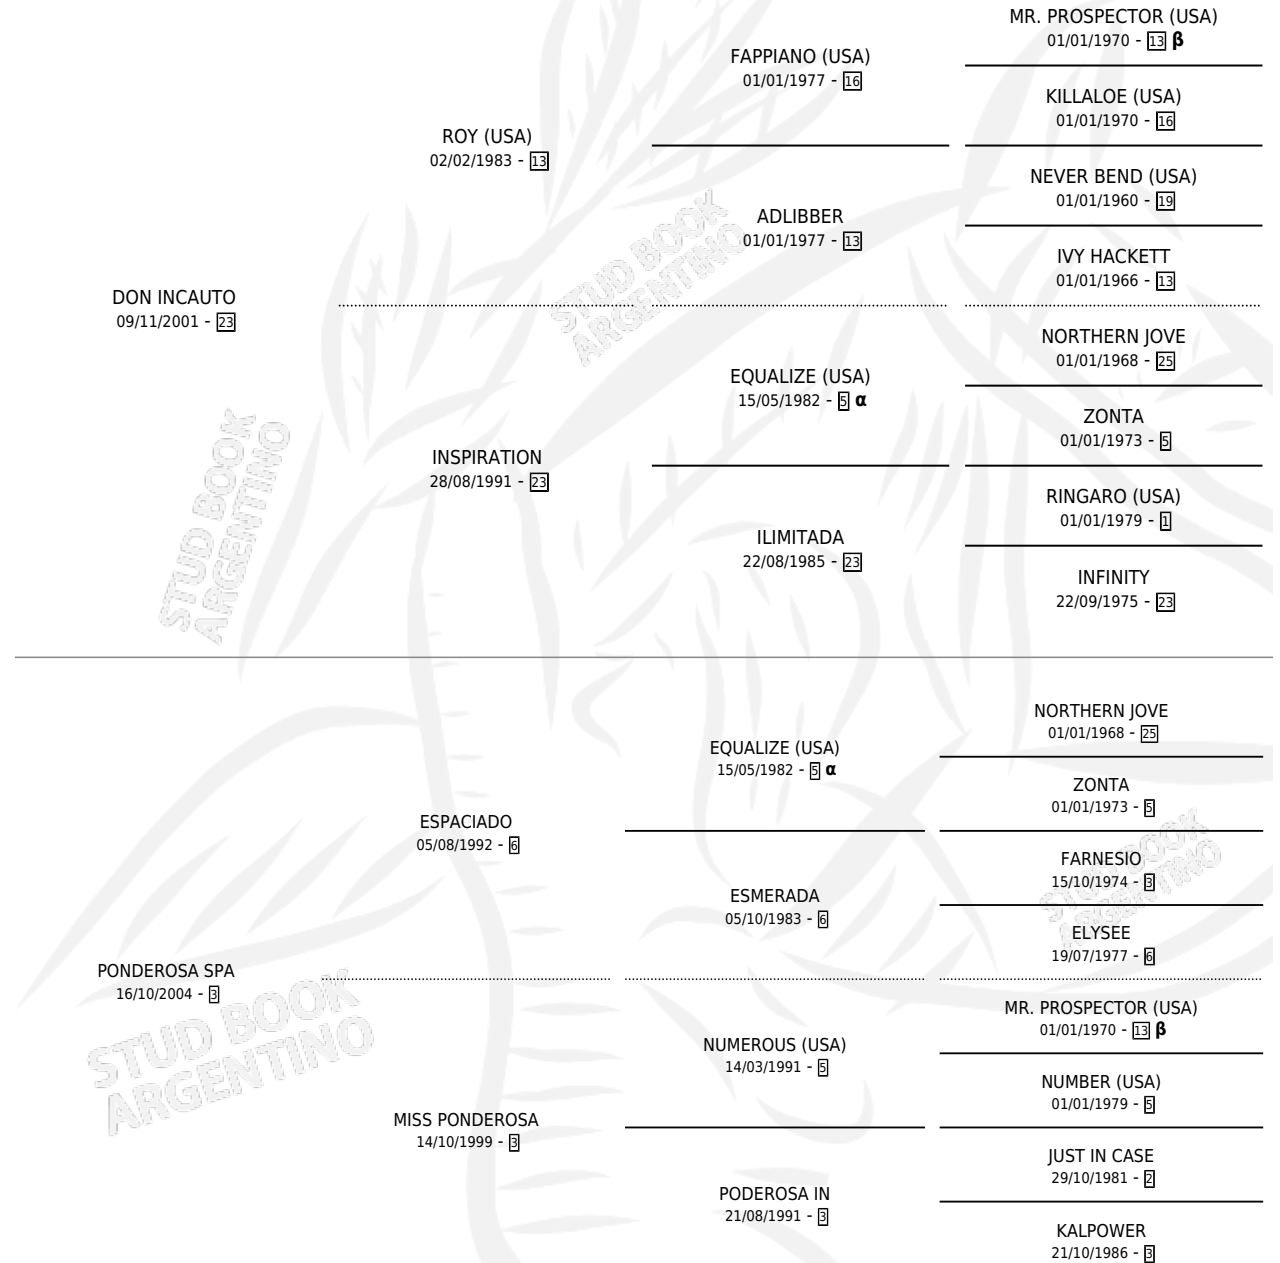 MR. PROSPECTOR (USA)
01/01/1970 - 13 β
FAPPIANO (USA)
01/01/1977 - 16
KILLALOE (USA)
01/01/1970 - 16
ROY (USA)
02/02/1983 - 13
NEVER BEND (USA)
01/01/1960 - 19
ADLIBBER
01/01/1977 - 13
IVY HACKETT
01/01/1966 - 13
DON INCAUTO
09/11/2001 - 23
NORTHERN JOVE
01/01/1968 - 25
EQUALIZE (USA)
15/05/1982 - 5 α
ZONTA
01/01/1973 - 5
INSPIRATION
28/08/1991 - 23
RINGARO (USA)
01/01/1979 - 1
ILIMITADA
22/08/1985 - 23
INFINITY
22/09/1975 - 23
STUD BOOK
ARGENTINO
STUD BOOK
ARGENTINO
NORTHERN JOVE
01/01/1968 - 25
EQUALIZE (USA)
15/05/1982 - 5 α
ZONTA
01/01/1973 - 5
ESPACIADO
05/08/1992 - 6
FARNESIO
15/10/1974 - 3
ESMERADA
05/10/1983 - 6
ELYSEE
19/07/1977 - 6
PONDEROSA SPA
16/10/2004 - 3
MR. PROSPECTOR (USA)
01/01/1970 - 13 β
NUMEROUS (USA)
14/03/1991 - 5
NUMBER (USA)
01/01/1979 - 5
MISS PONDEROSA
14/10/1999 - 3
JUST IN CASE
29/10/1981 - 2
PODEROSA IN
21/08/1991 - 3
KALPOWER
21/10/1986 - 3
STUD BOOK
ARGENTINO
STUD BOOK
ARGENTINO